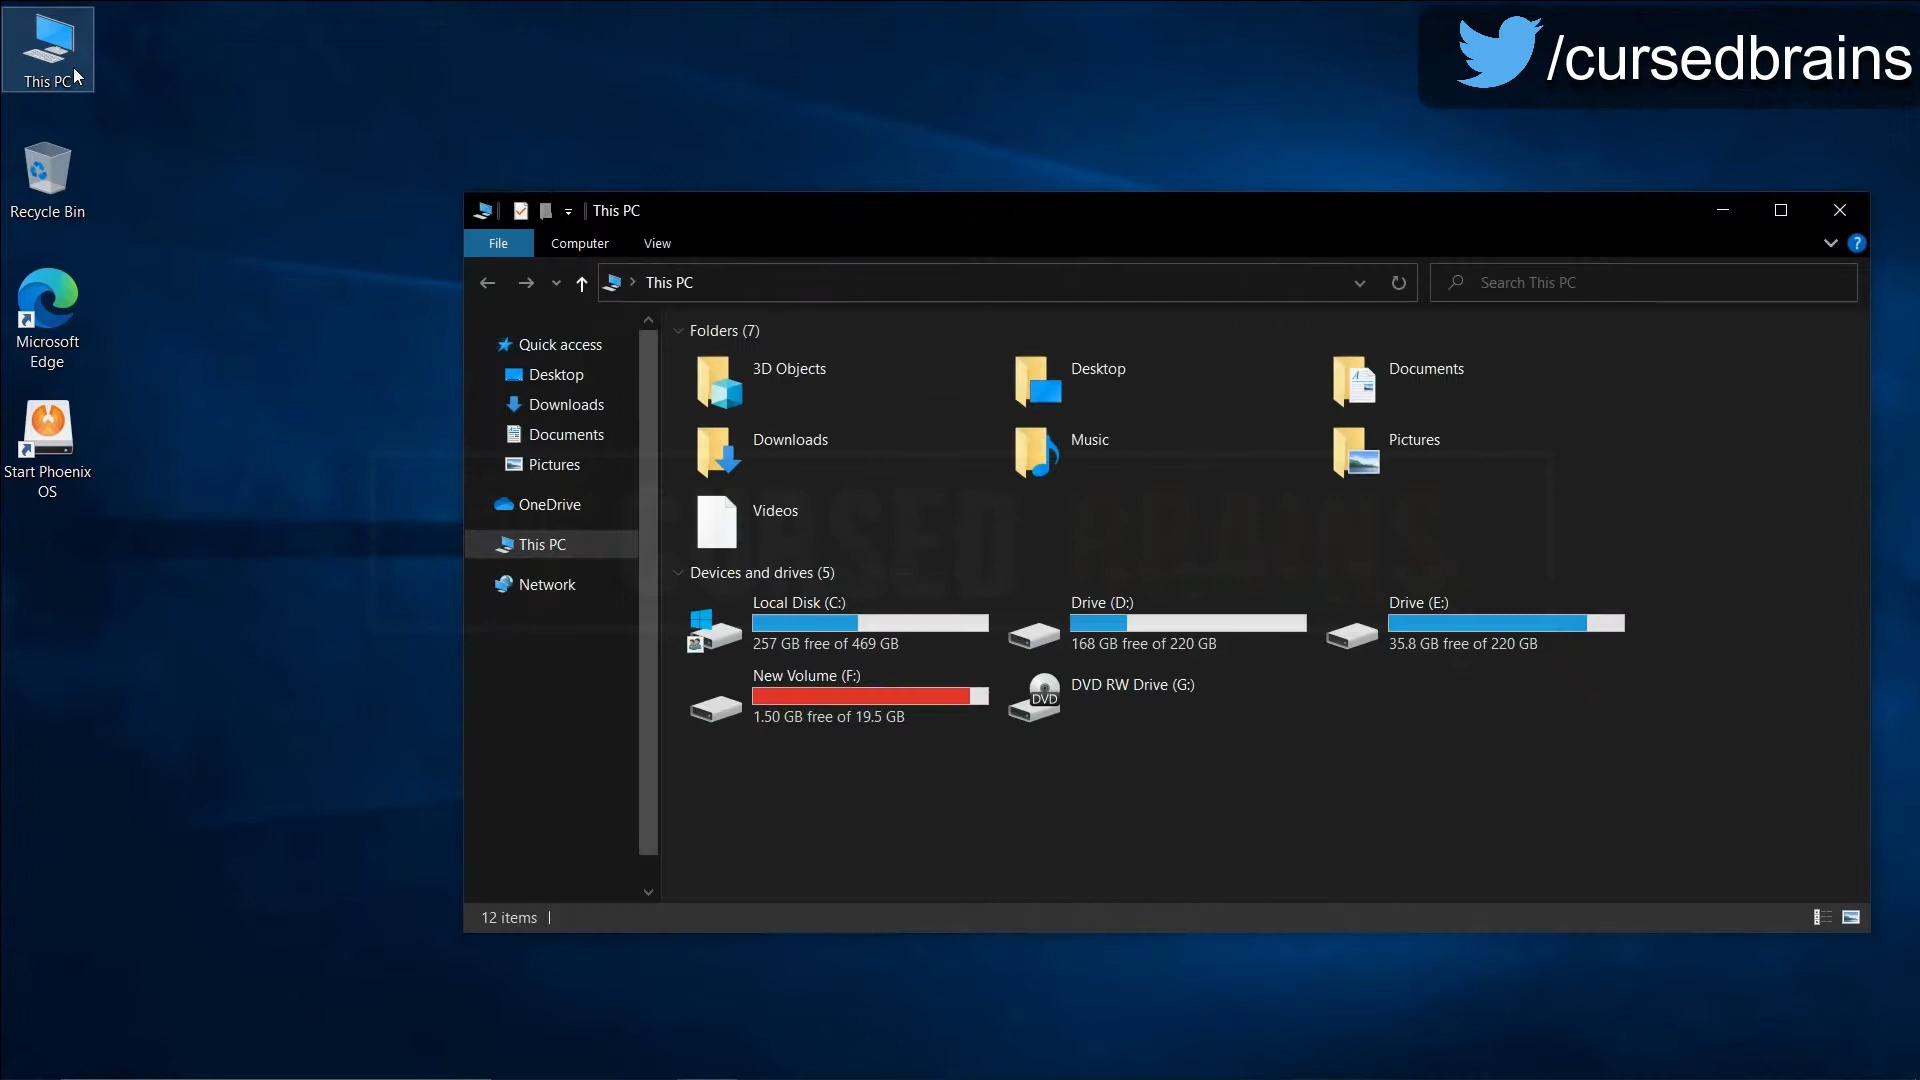 This PC
Recycle Bin
Microsoft
Edge
Start Phoenix
OS
/cursedbrains
This PC
File Computer View
This PC
Search This PC
Quick access
Desktop
Downloads
Documents
Pictures
OneDrive
This PC
Network
Folders (7)
3D Objects
Desktop
Documents
Downloads
Music
Pictures
Videos
CURSED BRAINS
Devices and drives (5)
Local Disk (C:)
257 GB free of 469 GB
Drive (D:)
168 GB free of 220 GB
Drive (E:)
35.8 GB free of 220 GB
New Volume (F:)
1.50 GB free of 19.5 GB
DVD
DVD RW Drive (G:)
12 items